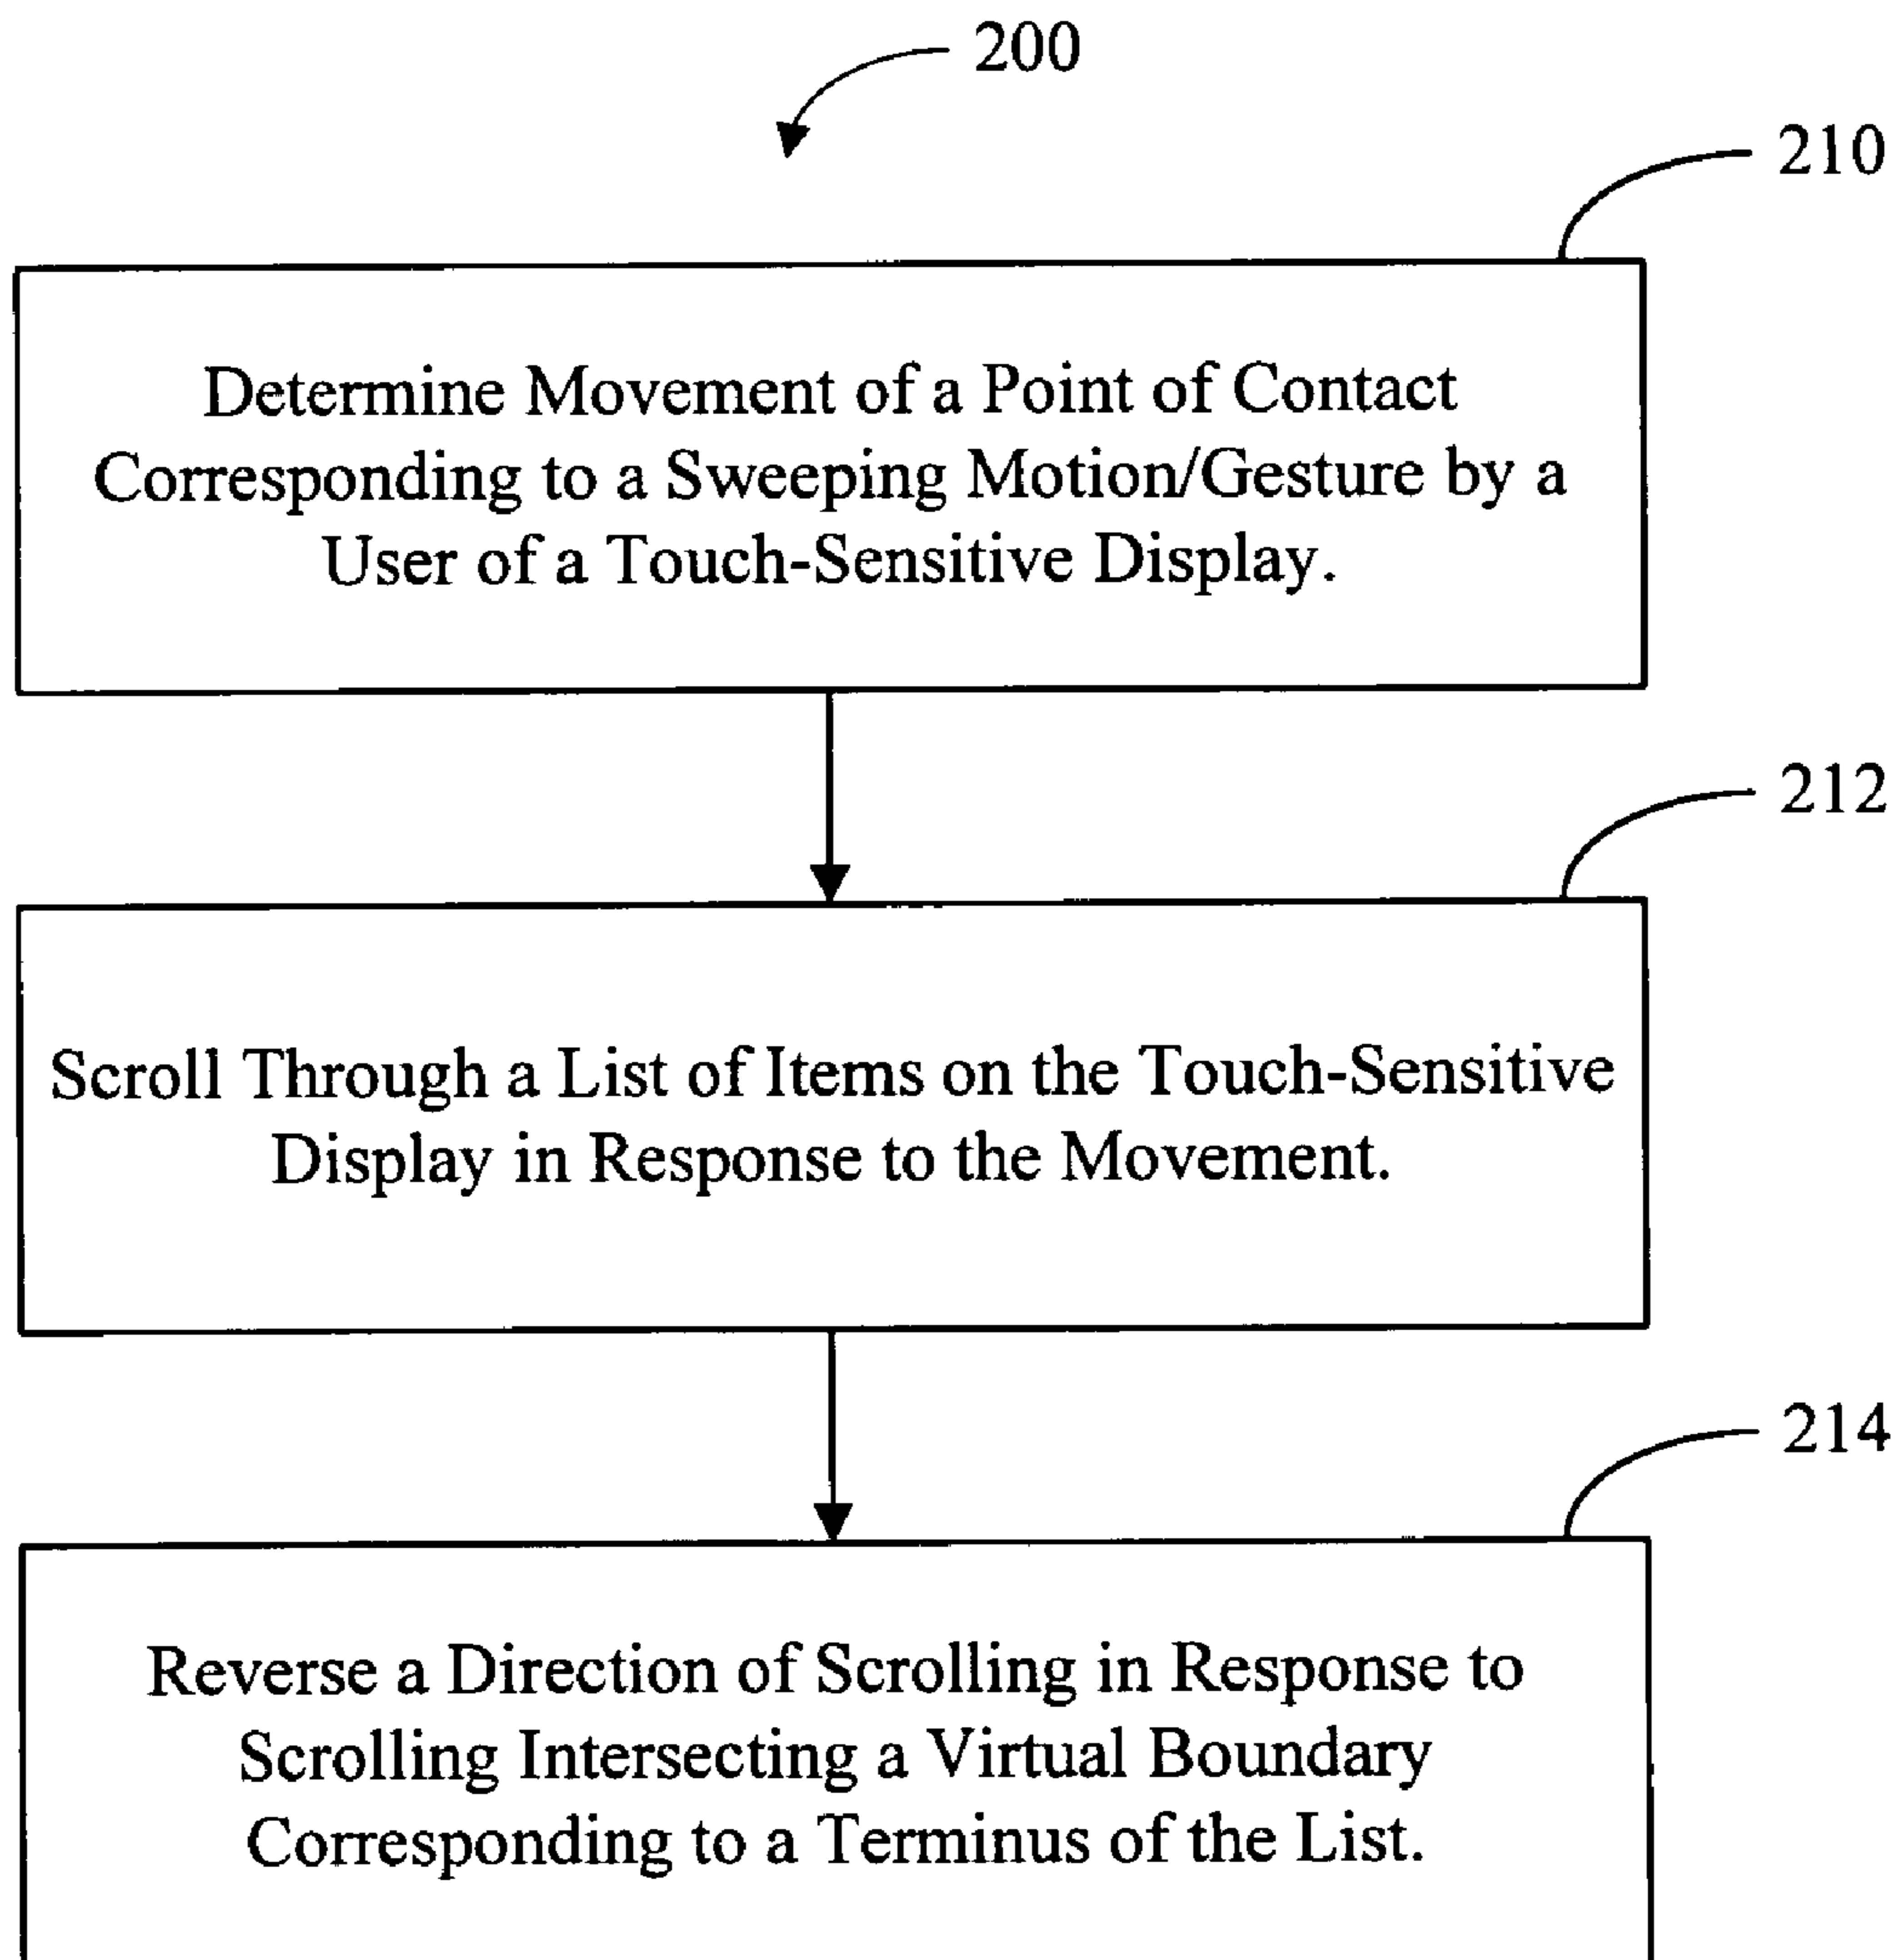 200
210
Determine Movement of a Point of Contact
Corresponding to a Sweeping Motion/Gesture by a
User of a Touch-Sensitive Display.
212
Scroll Through a List of Items on the Touch-Sensitive
Display in Response to the Movement.
214
Reverse a Direction of Scrolling in Response to
Scrolling Intersecting a Virtual Boundary
Corresponding to a Terminus of the List.